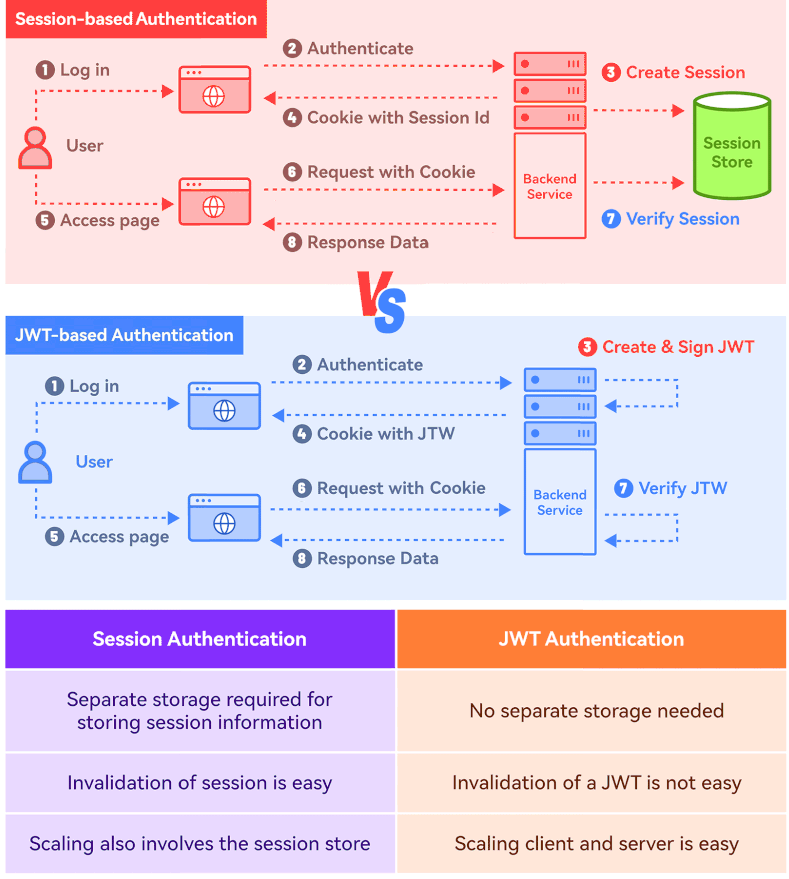 Session-based Authentication
1 Log in
2 Authenticate
3 Create Session
4 Cookie with Session Id
User
Session
Store
6 Request with Cookie
Backend
Service
5 Access page
7 Verify Session
8 Response Data
VS
JWT-based Authentication
3 Create & Sign JWT
1 Log in
2 Authenticate
4 Cookie with JTW
User
6 Request with Cookie
Backend
Service
7 Verify JTW
5 Access page
8 Response Data
Session Authentication
JWT Authentication
Separate storage required for
storing session information
No separate storage needed
Invalidation of session is easy
Invalidation of a JWT is not easy
Scaling also involves the session store
Scaling client and server is easy